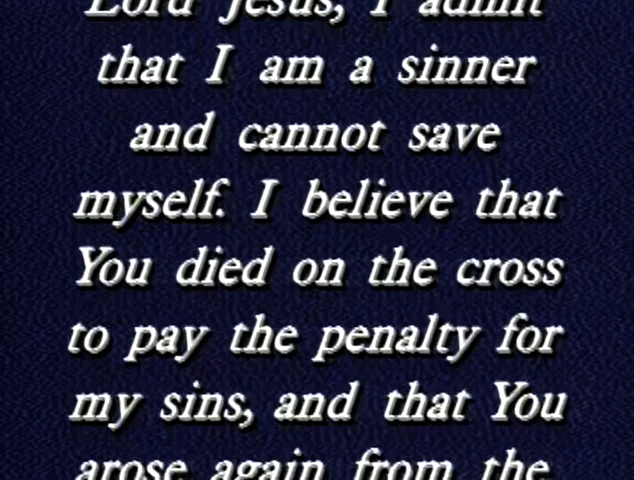 Lord Jesus, I admit
that I am a sinner
and cannot save
myself. I believe that
You died on the cross
to pay the penalty for
my sins, and that You
arose again from the